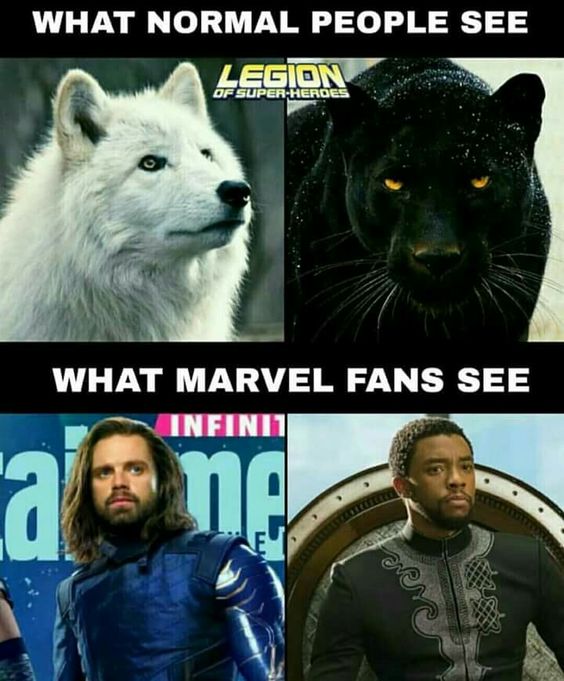 WHAT NORMAL PEOPLE SEE
LEGION
OF SUPER-HEROES
WHAT MARVEL FANS SEE
INFINIT